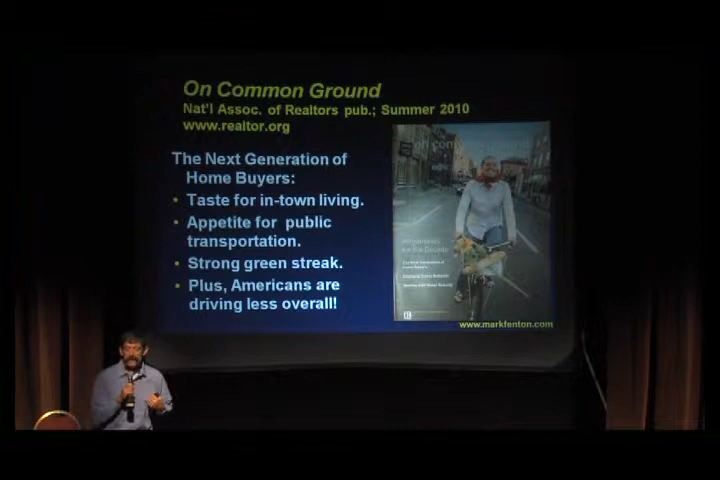 On Common Ground
Nat'l Assoc. of Realtors pub.; Summer 2010
www.realtor.org
The Next Generation of
Home Buyers:
• Taste for in-town living.
• Appetite for public
transportation.
• Strong green streak.
• Plus, Americans are
driving less overall!
www.markfenton.com